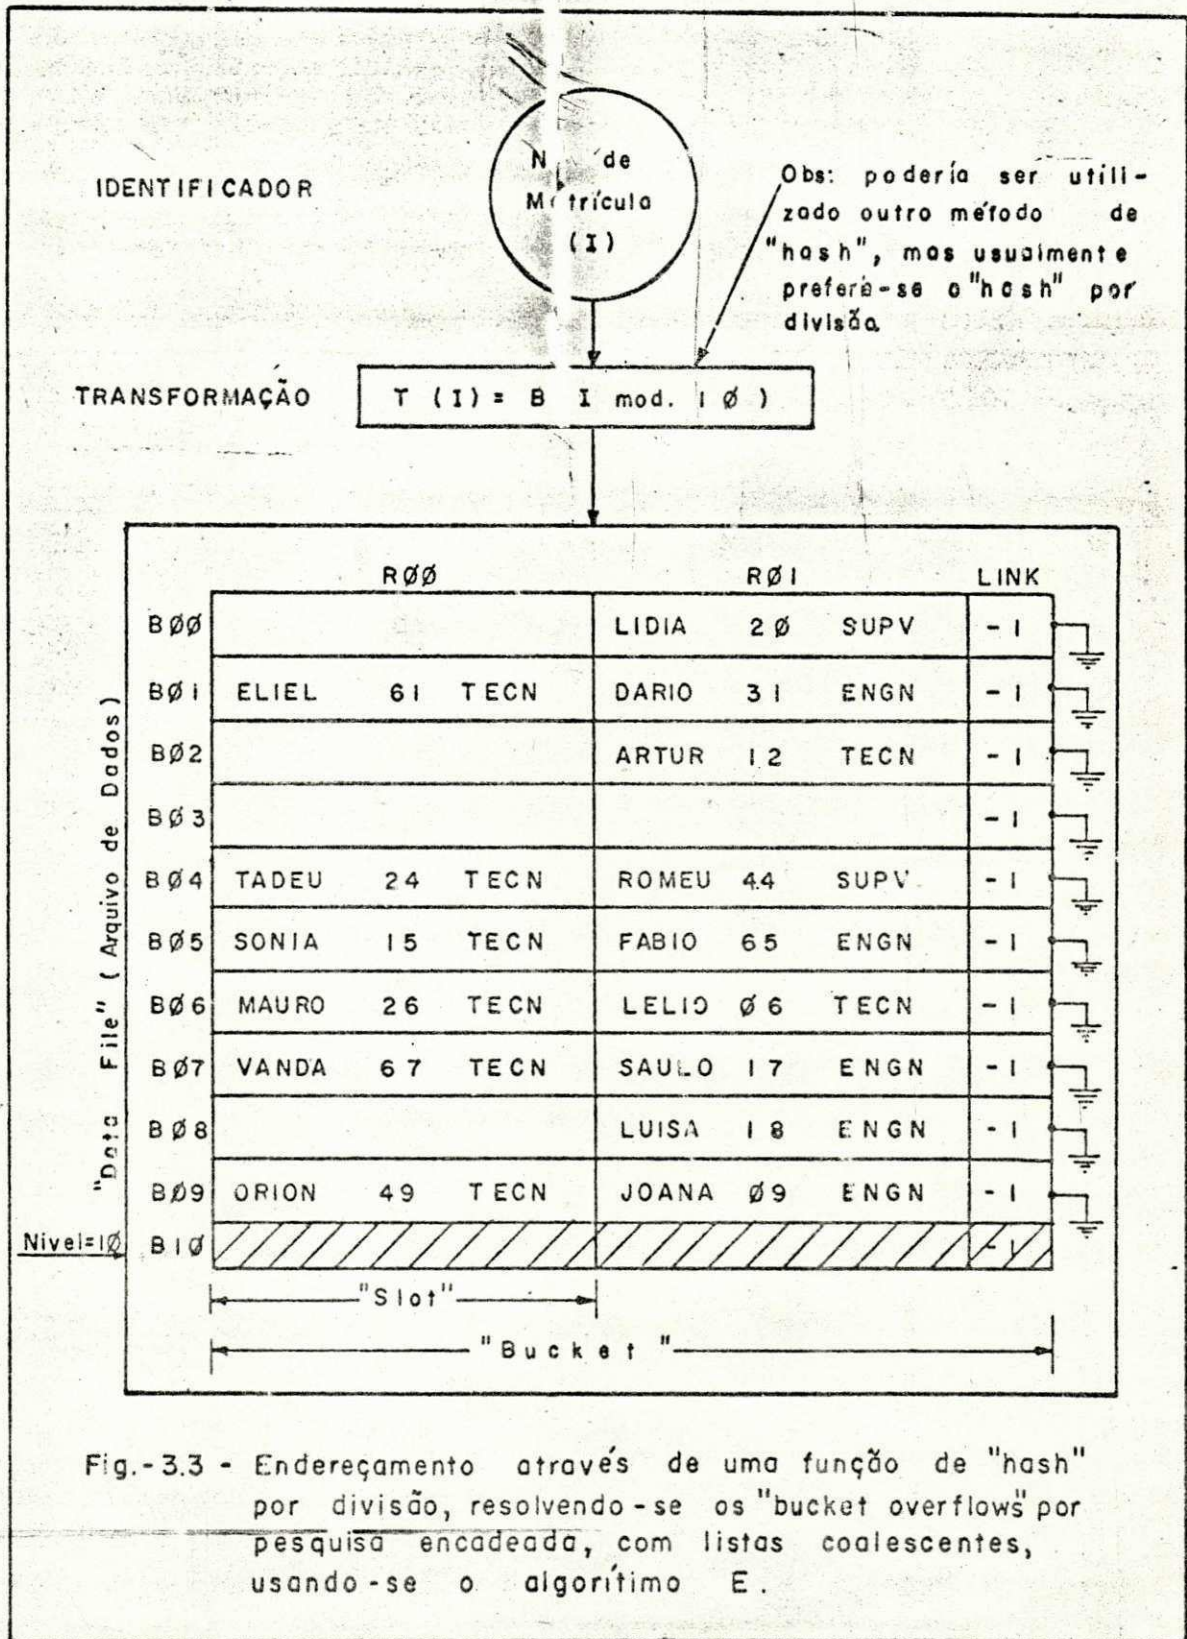 IDENTIFICADOR
de
Matrícula
(I)
Obs: podería ser utili-
zado outro método de
"hash", mas usualmente
prefere-se o "hash" por
divisão.
TRANSFORMAÇÃO
T (I) = B I mod. 1Ø )
RØØ RØ1 LINK
BØØ LIDIA 2Ø SUPV -1
BØ1 ELIEL 61 TECN DARIO 31 ENGN -1
BØ2 ARTUR 12 TECN -1
BØ3 -1
BØ4 TADEU 24 TECN ROMEU 44 SUPV -1
BØ5 SONIA 15 TECN FABIO 65 ENGN -1
BØ6 MAURO 26 TECN LELIO Ø6 TECN -1
BØ7 VANDA 67 TECN SAULO 17 ENGN -1
BØ8 LUISA 18 ENGN -1
BØ9 ORION 49 TECN JOANA Ø9 ENGN -1
Nivel=1Ø B1Ø
"Data File" (Arquivo de Dados)
"Slot"
"Bucket"
Fig.-3.3 - Endereçamento através de uma função de "hash"
por divisão, resolvendo-se os "bucket overflows" por
pesquisa encadeada, com listas coalescentes,
usando-se o algorítimo E.